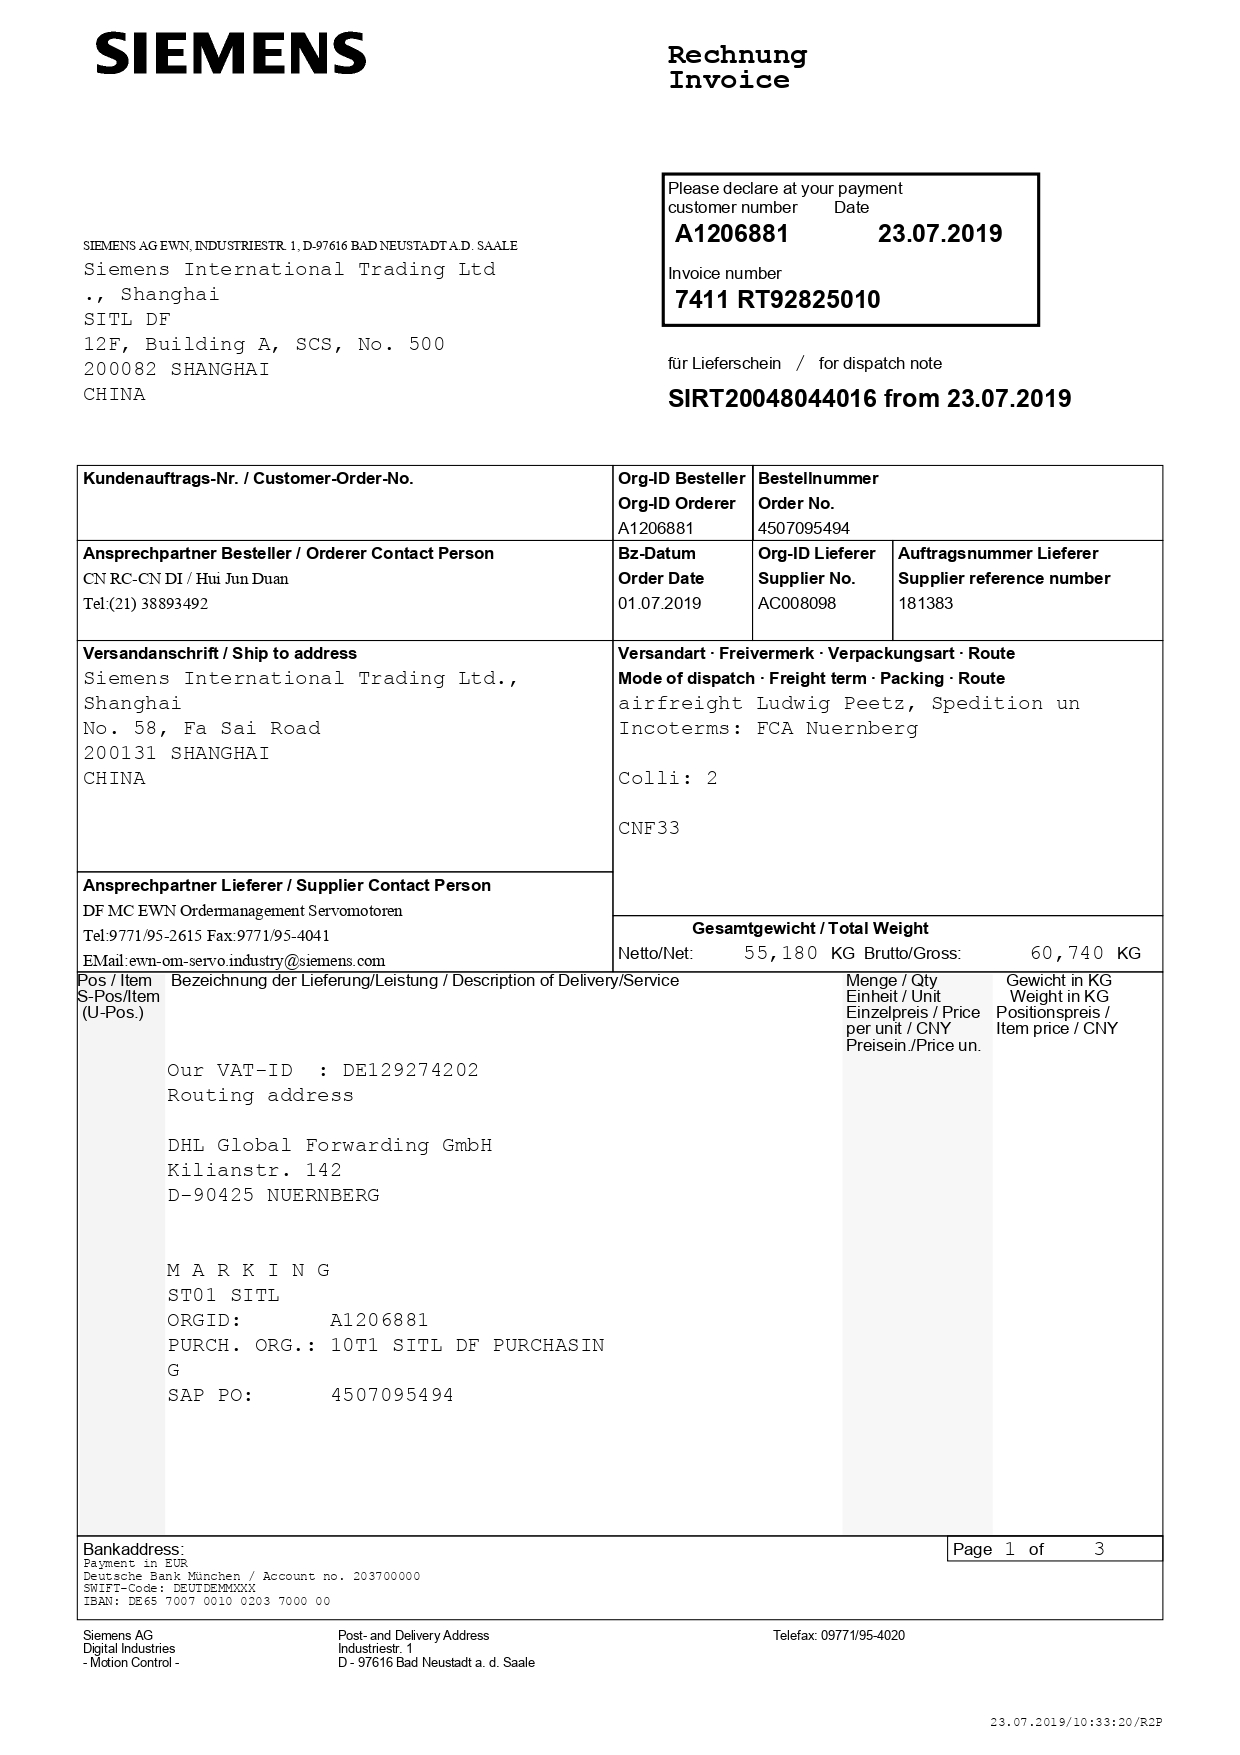 SIEMENS
Rechnung
Invoice
Please declare at your payment
customer number Date
A1206881 23.07.2019
Invoice number
7411 RT92825010
SIEMENS AG EWN, INDUSTRIESTR. 1, D-97616 BAD NEUSTADT A.D. SAALE
Siemens International Trading Ltd
., Shanghai
SITL DF
12F, Building A, SCS, No. 500
200082 SHANGHAI
CHINA
für Lieferschein / for dispatch note
SIRT20048044016 from 23.07.2019
Kundenauftrags-Nr. / Customer-Order-No.
Org-ID Besteller
Org-ID Orderer
A1206881
Bestellnummer
Order No.
4507095494
Ansprechpartner Besteller / Orderer Contact Person
CN RC-CN DI / Hui Jun Duan
Tel:(21) 38893492
Bz-Datum
Order Date
01.07.2019
Org-ID Lieferer
Supplier No.
AC008098
Auftragsnummer Lieferer
Supplier reference number
181383
Versandanschrift / Ship to address
Siemens International Trading Ltd.,
Shanghai
No. 58, Fa Sai Road
200131 SHANGHAI
CHINA
Versandart · Freivermerk · Verpackungsart · Route
Mode of dispatch · Freight term · Packing · Route
airfreight Ludwig Peetz, Spedition un
Incoterms: FCA Nuernberg
Colli: 2
CNF33
Ansprechpartner Lieferer / Supplier Contact Person
DF MC EWN Ordermanagement Servomotoren
Tel:9771/95-2615 Fax:9771/95-4041
EMail:ewn-om-servo.industry@siemens.com
Gesamtgewicht / Total Weight
Netto/Net: 55,180 KG Brutto/Gross: 60,740 KG
Pos / Item
S-Pos/Item
(U-Pos.)
Bezeichnung der Lieferung/Leistung / Description of Delivery/Service
Menge / Qty
Einheit / Unit
Einzelpreis / Price
per unit / CNY
Preisein./Price un.
Gewicht in KG
Weight in KG
Positionspreis /
Item price / CNY
Our VAT-ID : DE129274202
Routing address
DHL Global Forwarding GmbH
Kilianstr. 142
D-90425 NUERNBERG
M A R K I N G
ST01 SITL
ORGID: A1206881
PURCH. ORG.: 10T1 SITL DF PURCHASIN
G
SAP PO: 4507095494
Bankaddress:
Payment in EUR
Deutsche Bank München / Account no. 203700000
SWIFT-Code: DEUTDEMMXXX
IBAN: DE65 7007 0010 0203 7000 00
Page 1 of 3
Siemens AG
Digital Industries
- Motion Control -
Post- and Delivery Address
Industriestr. 1
D - 97616 Bad Neustadt a. d. Saale
Telefax: 09771/95-4020
23.07.2019/10:33:20/R2P